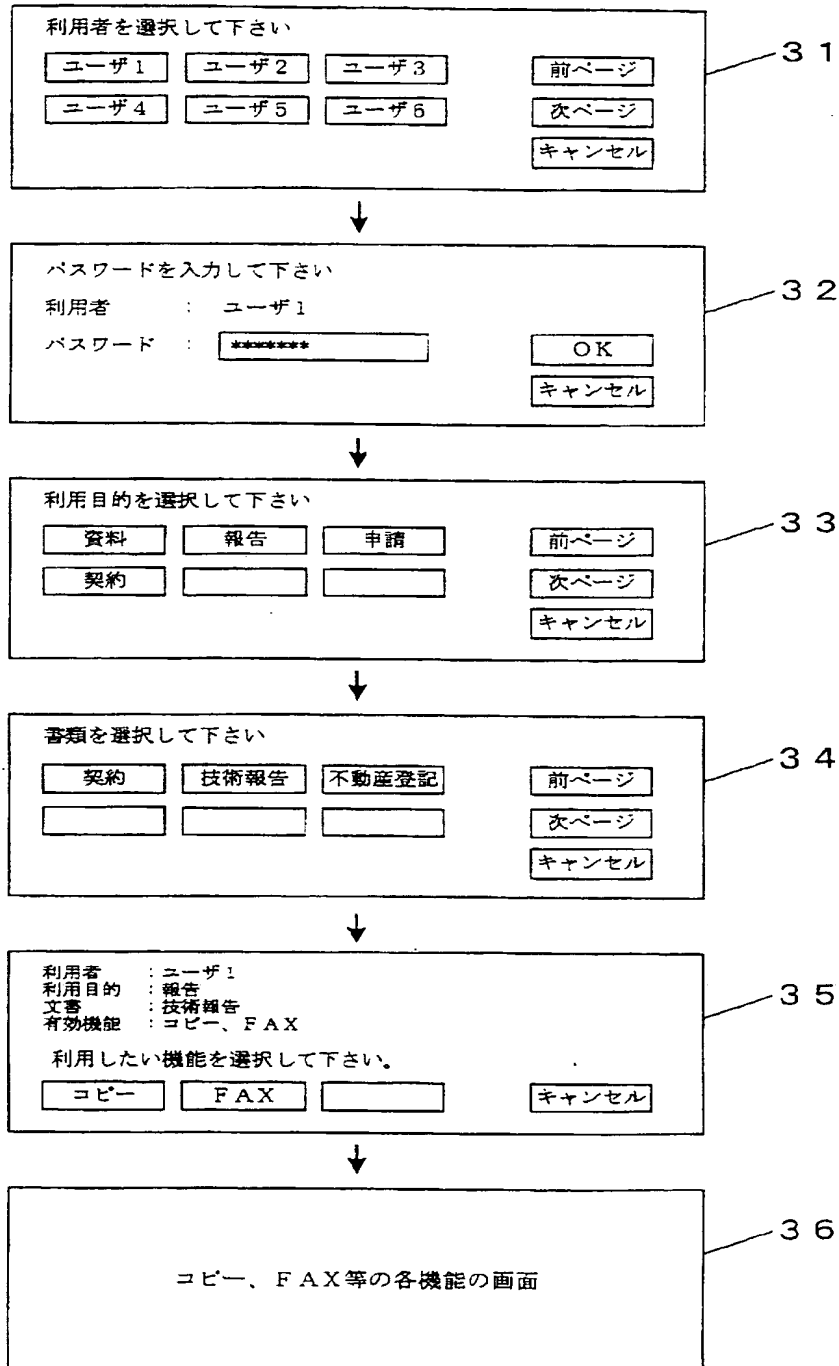 利用者を選択して下さい
ユーザ1 ユーザ2 ユーザ3 前ページ
ユーザ4 ユーザ5 ユーザ6 次ページ
キャンセル
31
パスワードを入力して下さい
利用者 : ユーザ1
パスワード : ******* OK
キャンセル
32
利用目的を選択して下さい
資料 報告 申請 前ページ
契約 次ページ
キャンセル
33
書類を選択して下さい
契約 技術報告 不動産登記 前ページ
次ページ
キャンセル
34
利用者 :ユーザ1
利用目的 :報告
文書 :技術報告
有効機能 :コピー、FAX
利用したい機能を選択して下さい。
コピー FAX キャンセル
35
コピー、FAX等の各機能の画面
36